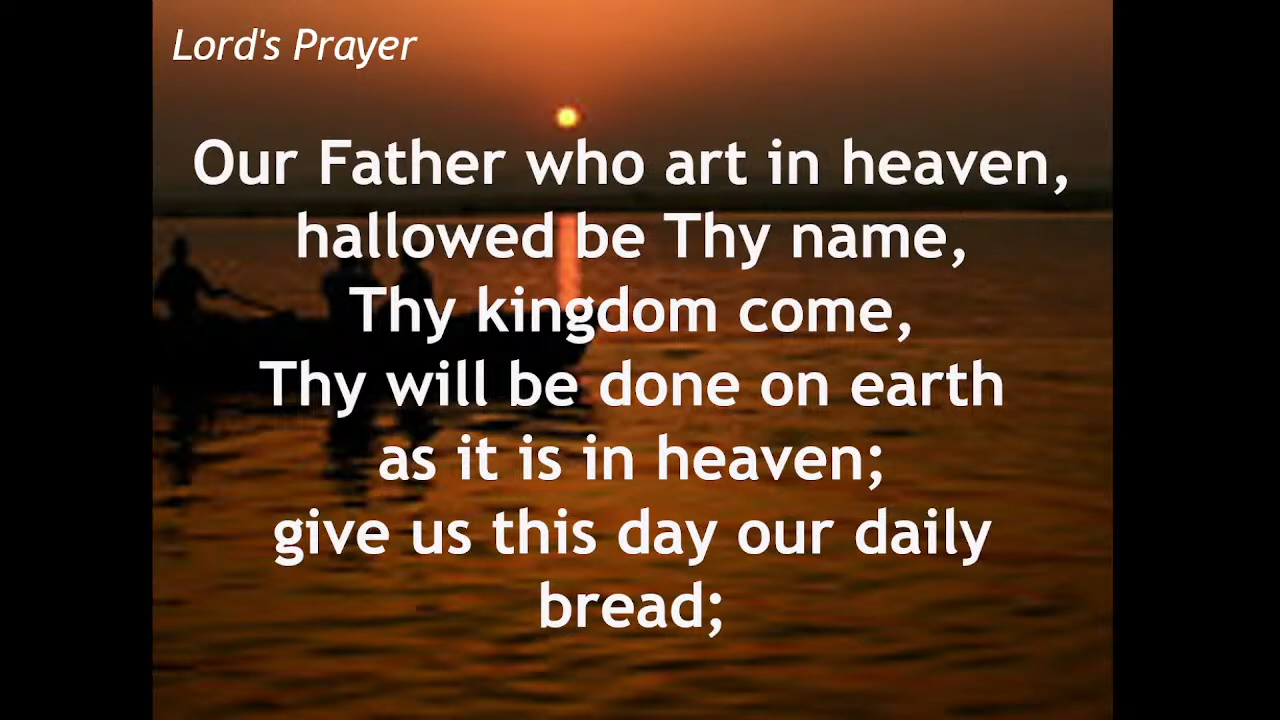 Lord's Prayer
Our Father who art in heaven,
hallowed be Thy name,
Thy kingdom come,
Thy will be done on earth
as it is in heaven;
give us this day our daily
bread;